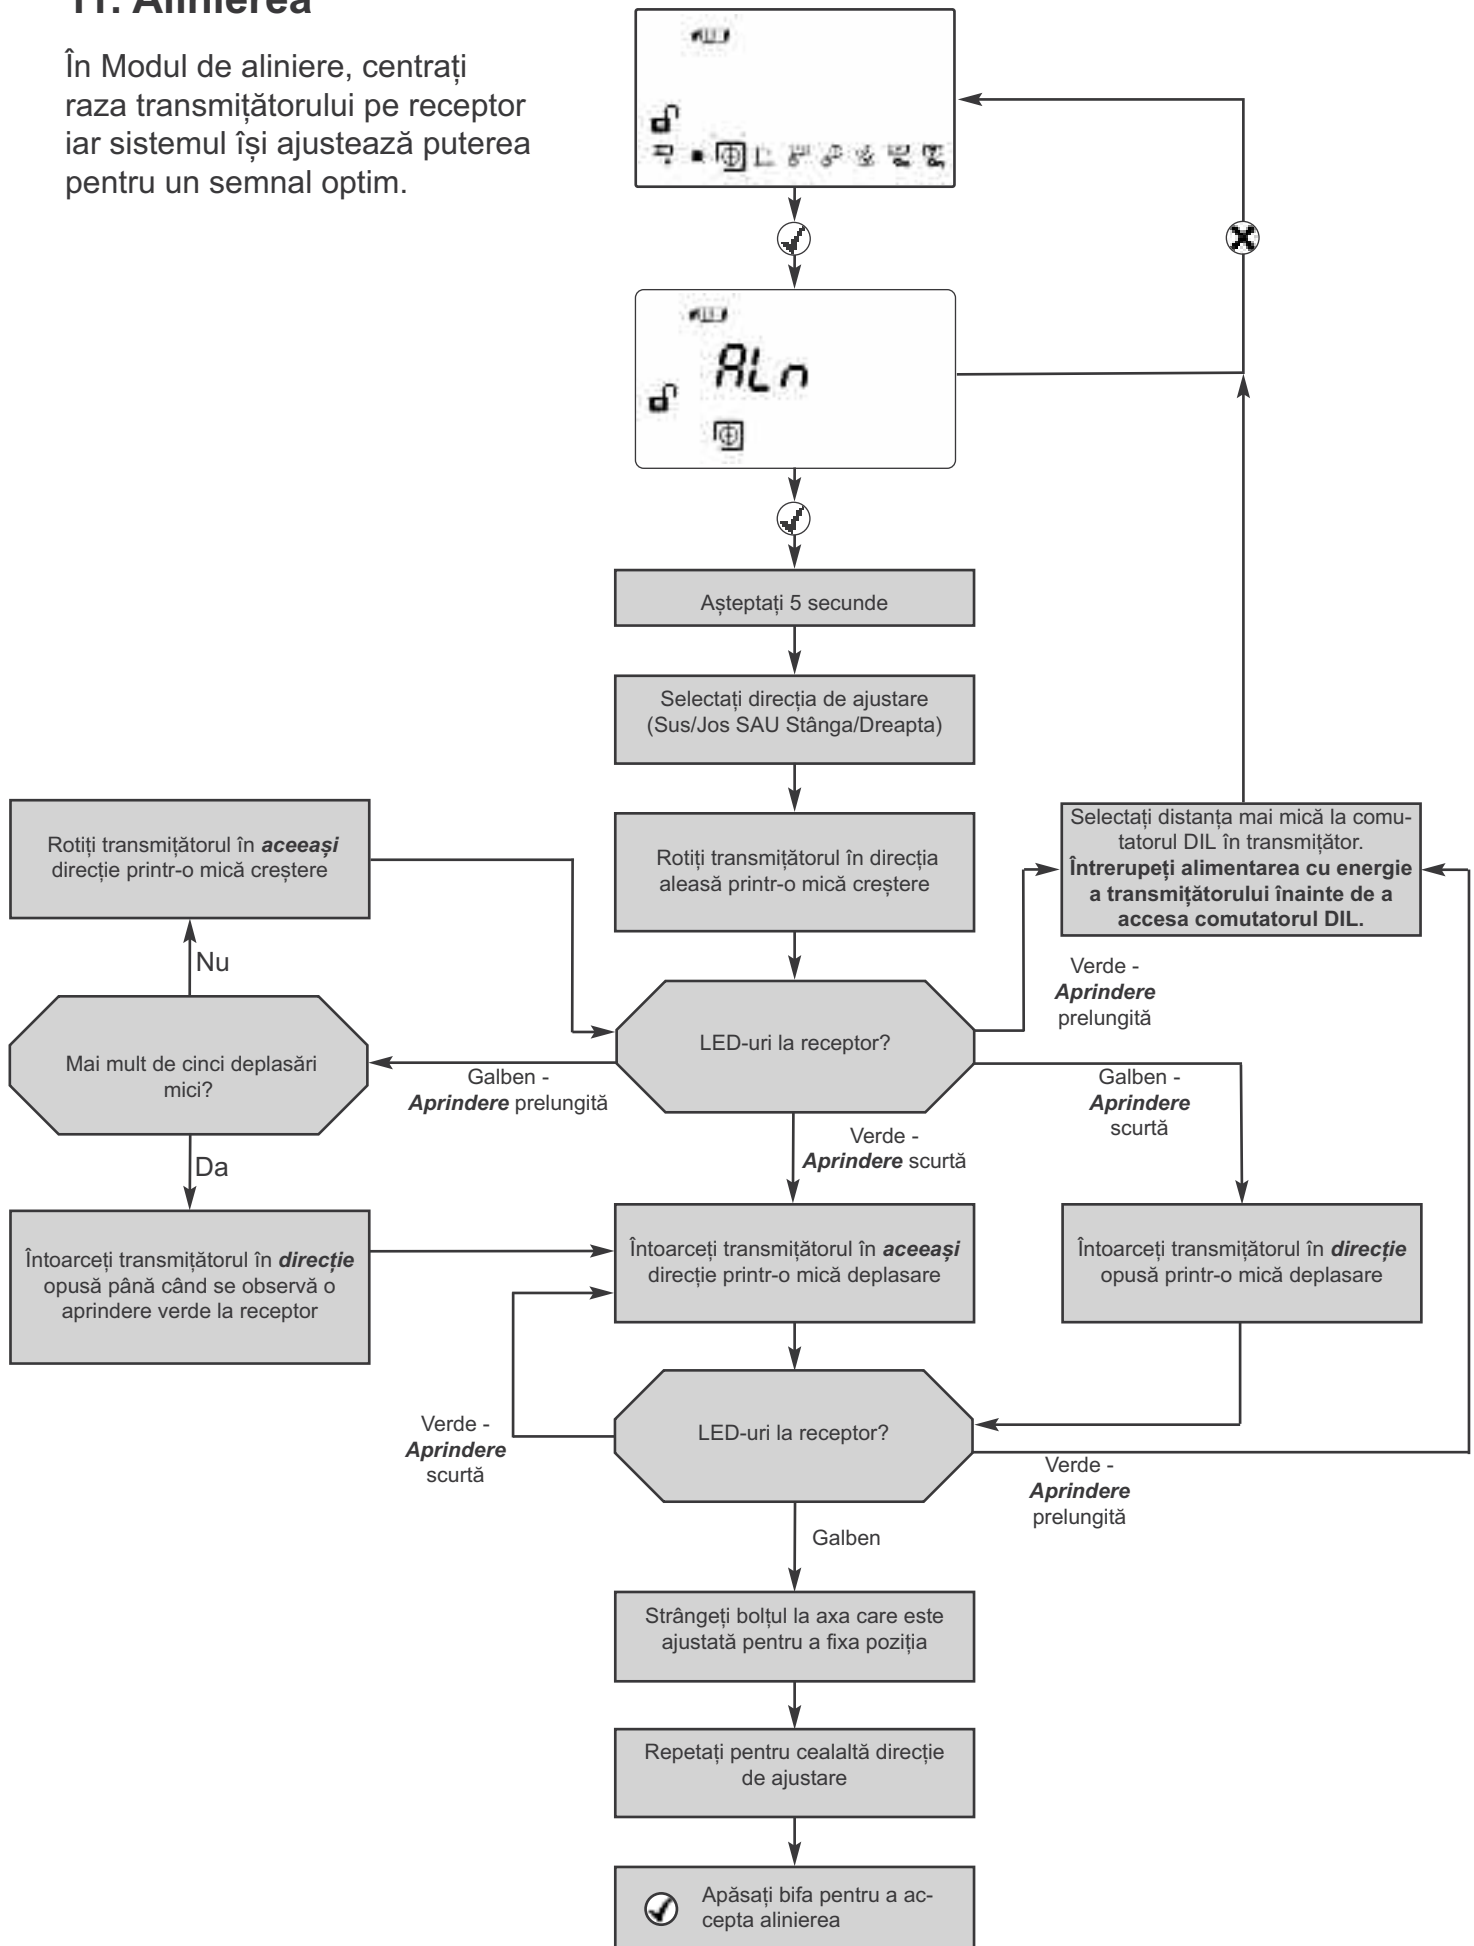 11. Alinierea
În Modul de aliniere, centrați
raza transmițătorului pe receptor
iar sistemul își ajustează puterea
pentru un semnal optim.
ALn
Așteptați 5 secunde
Selectați direcția de ajustare
(Sus/Jos SAU Stânga/Dreapta)
Rotiți transmițătorul în aceeași
direcție printr-o mică creștere
Rotiți transmițătorul în direcția
aleasă printr-o mică creștere
Selectați distanța mai mică la comu-
tatorul DIL în transmițător.
Întrerupeți alimentarea cu energie
a transmițătorului înainte de a
accesa comutatorul DIL.
Nu
Verde -
Aprindere
prelungită
Mai mult de cinci deplasări
mici?
LED-uri la receptor?
Galben -
Aprindere prelungită
Galben -
Aprindere
scurtă
Verde -
Aprindere scurtă
Da
Întoarceți transmițătorul în direcție
opusă până când se observă o
aprindere verde la receptor
Întoarceți transmițătorul în aceeași
direcție printr-o mică deplasare
Întoarceți transmițătorul în direcție
opusă printr-o mică deplasare
Verde -
Aprindere
scurtă
LED-uri la receptor?
Verde -
Aprindere
prelungită
Galben
Strângeți bolțul la axa care este
ajustată pentru a fixa poziția
Repetați pentru cealaltă direcție
de ajustare
Apăsați bifa pentru a ac-
cepta alinierea